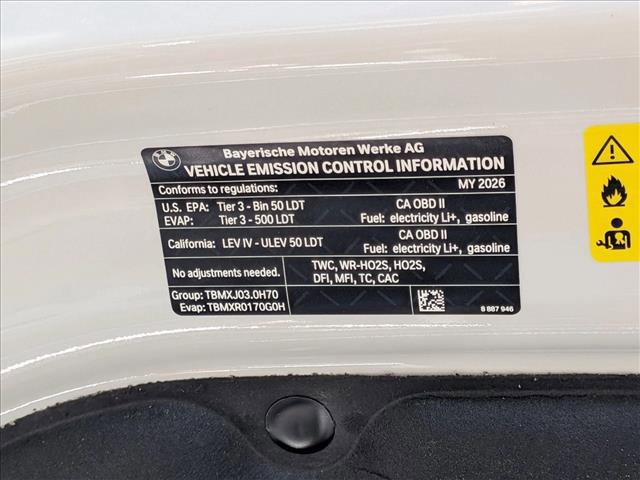 BMW
Bayerische Motoren Werke AG
VEHICLE EMISSION CONTROL INFORMATION
Conforms to regulations: MY 2026
U.S. EPA: Tier 3 - Bin 50 LDT CA OBD II
EVAP: Tier 3 - 500 LDT Fuel: electricity Li+, gasoline
California: LEV IV - ULEV 50 LDT CA OBD II
Fuel: electricity Li+, gasoline
No adjustments needed. TWC, WR-HO2S, HO2S,
DFI, MFI, TC, CAC
Group: TBMXJ03.0H70
Evap: TBMXR0170G0H
8 887 946